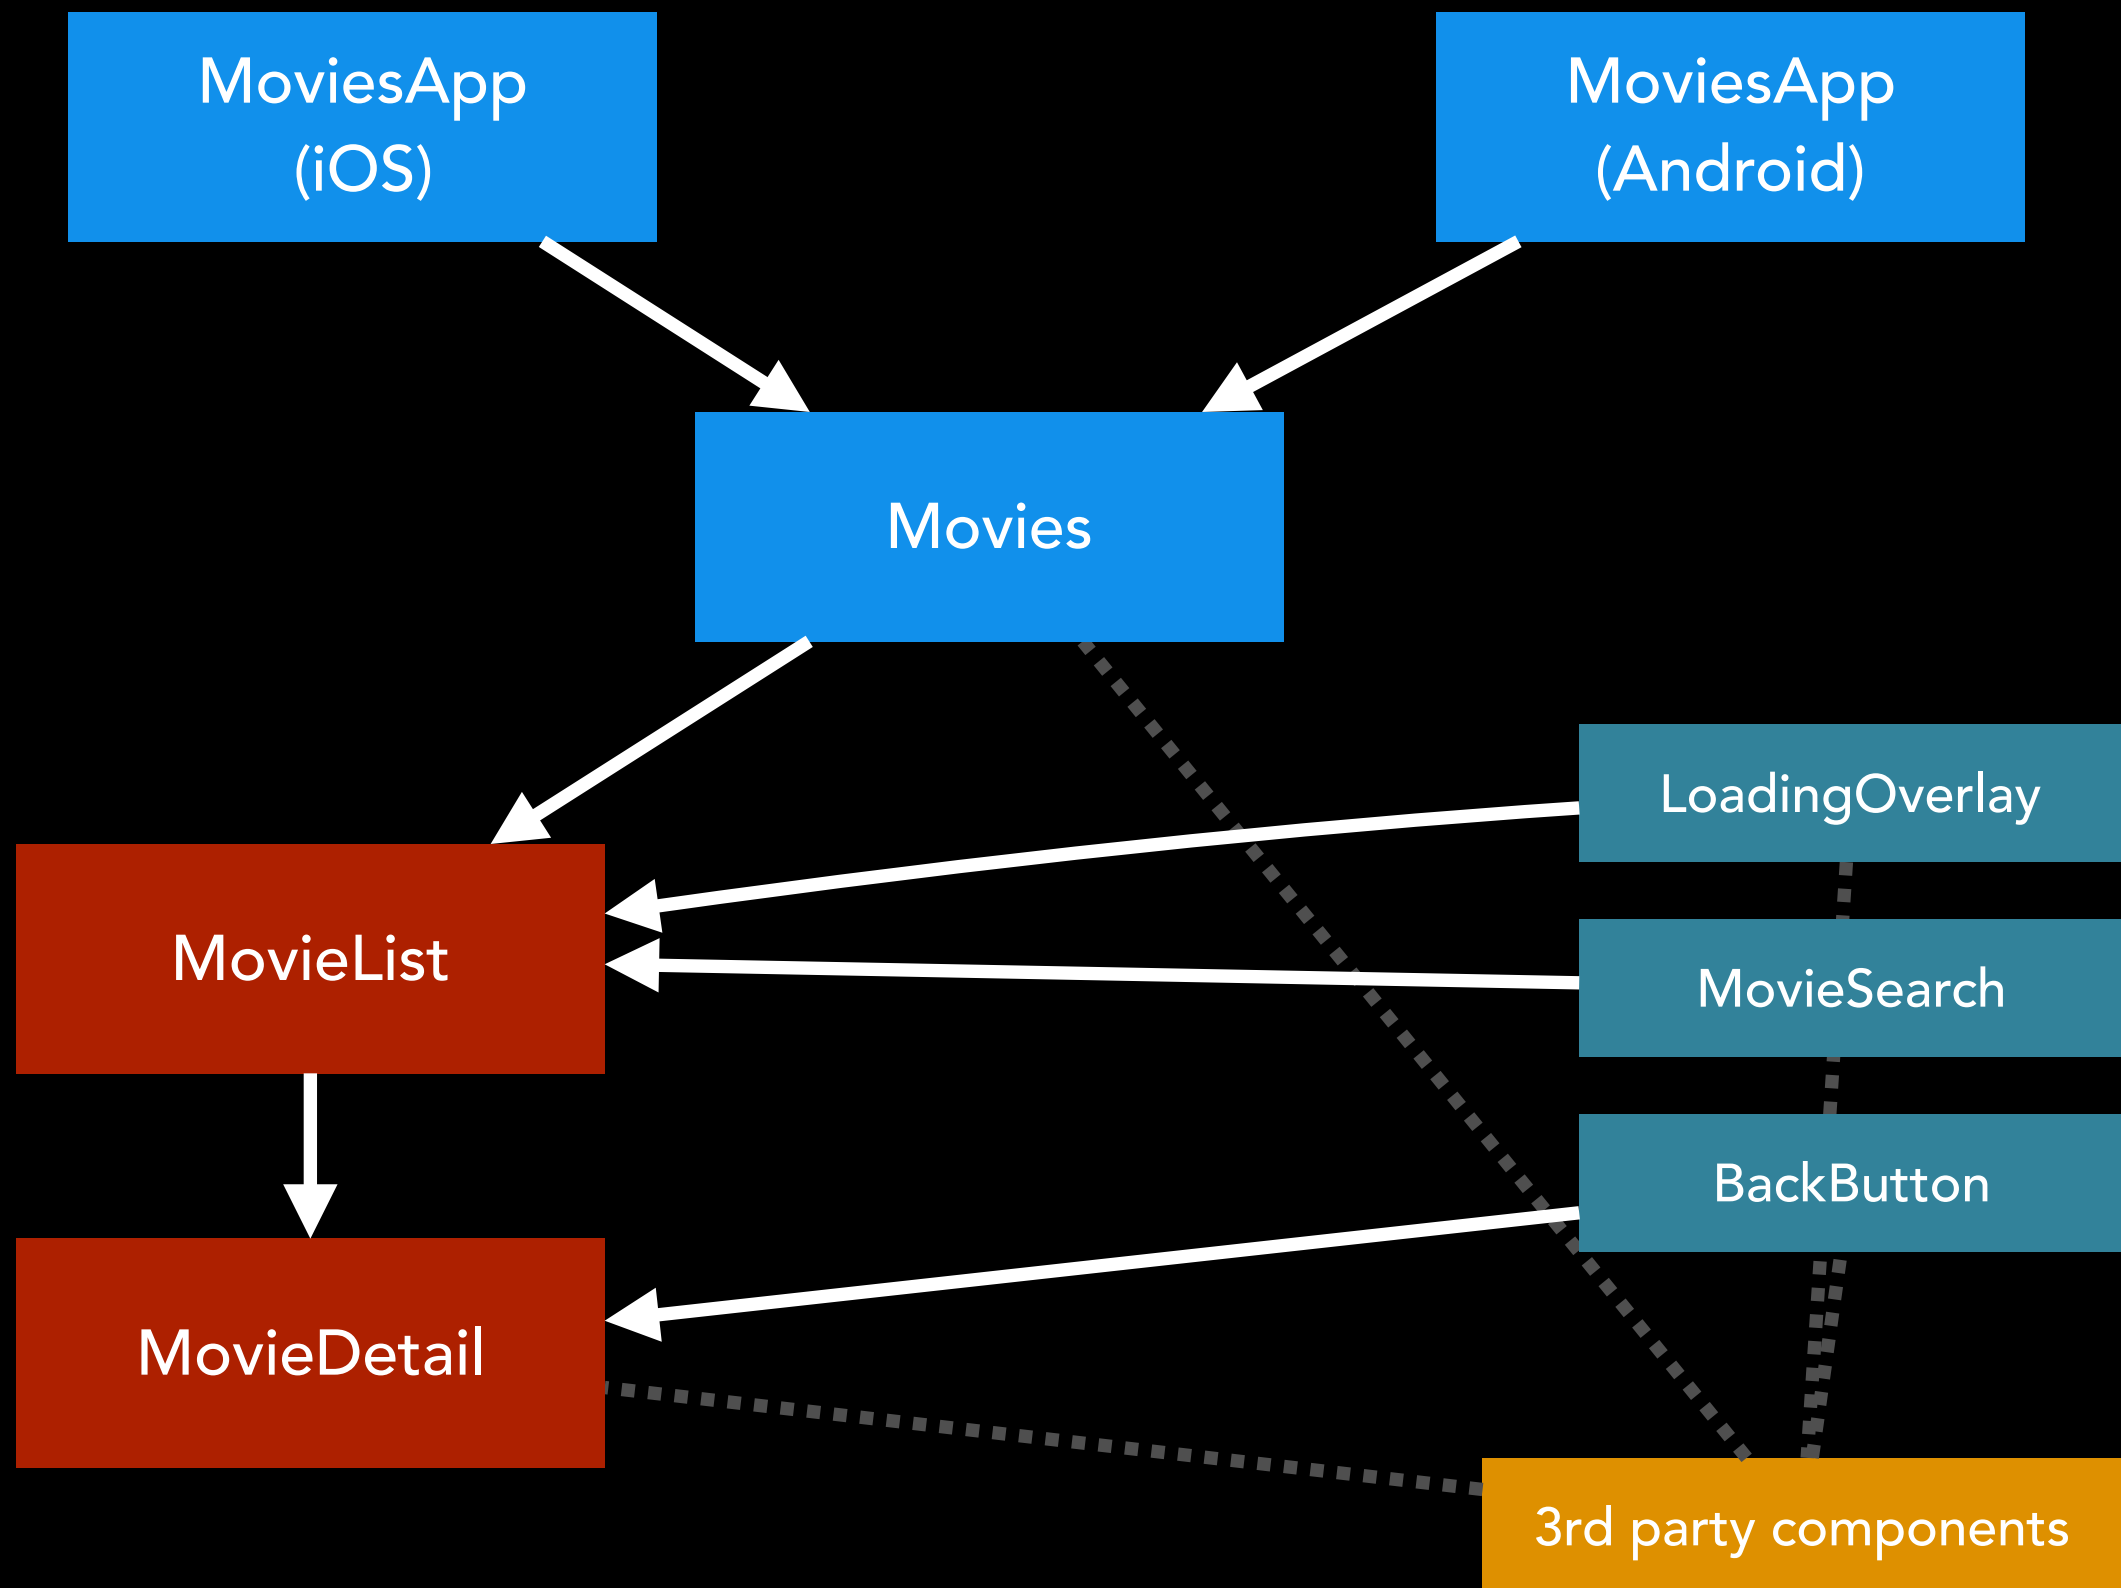 MoviesApp
(iOS)
MoviesApp
(Android)
Movies
LoadingOverlay
MovieList
MovieSearch
BackButton
MovieDetail
3rd party components